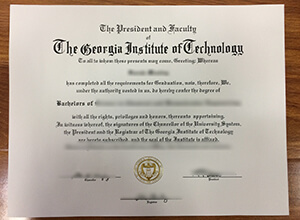 The President and Faculty
of
The Georgia Institute of Technology
To all to whom these presents may come, Greeting: Whereas
has completed all the requirements for Graduation, now, therefore, We,
under the authority vested in us, do hereby confer the degree of
Bachelors of
with all the rights, privileges and honors, thereunto appertaining.
In witness whereof, the signatures of the Chancellor of the University System,
the President and the Registrar of The Georgia Institute of Technology
are hereto subscribed, and the seal of the Institute is affixed.